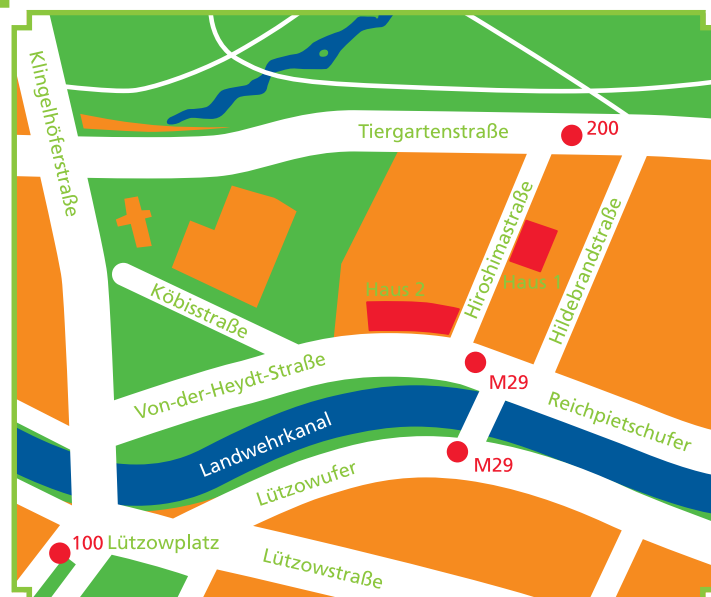 Klingelhöferstraße
Tiergartenstraße
200
Hiroshimastraße
Hildebrandstraße
Haus 1
Haus 2
Köbisstraße
Von-der-Heydt-Straße
M29
Reichpietschufer
Landwehrkanal
M29
Lützowufer
100
Lützowplatz
Lützowstraße